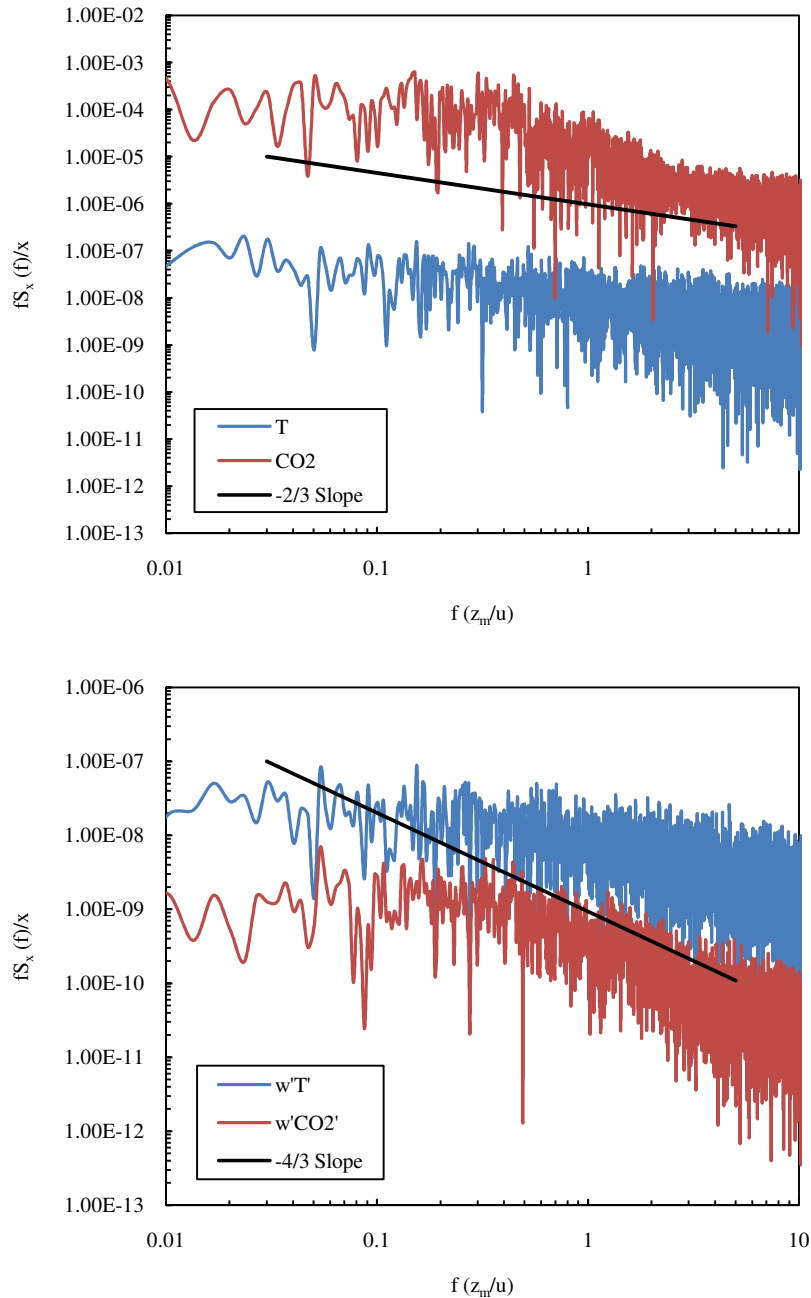 1.00E-02
1.00E-03
1.00E-04
1.00E-05
1.00E-06
1.00E-07
1.00E-08
1.00E-09
1.00E-10
1.00E-11
1.00E-12
1.00E-13
fSx (f)/x
T
CO2
-2/3 Slope
0.01 0.1 1
f (zm/u)
1.00E-06
1.00E-07
1.00E-08
1.00E-09
1.00E-10
1.00E-11
1.00E-12
1.00E-13
fSx (f)/x
w'T'
w'CO2'
-4/3 Slope
0.01 0.1 1 10
f (zm/u)